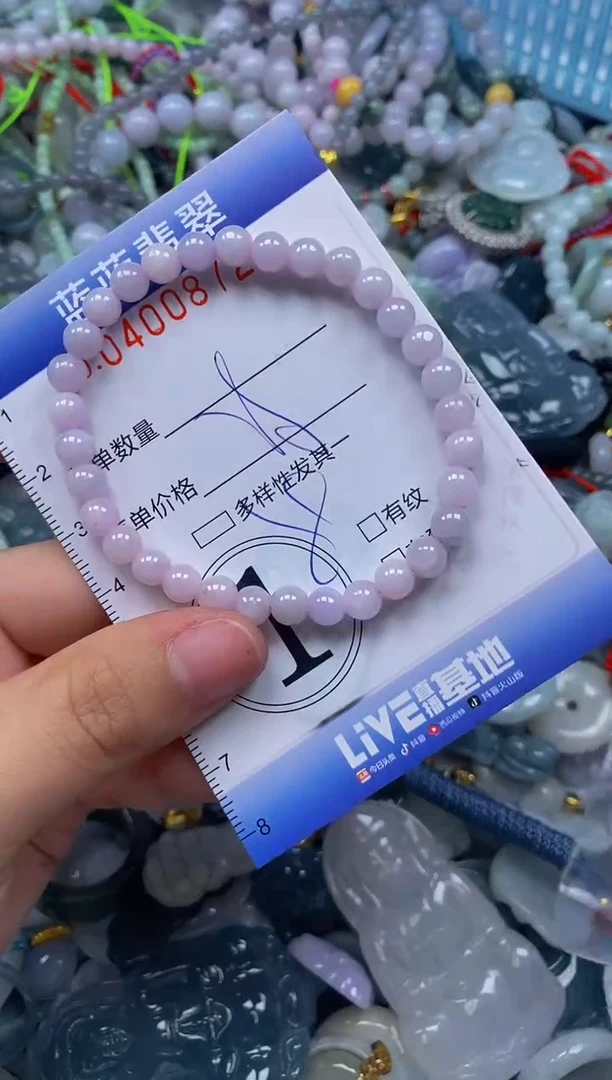 蓝蓝翡翠
.0400812
单数量
单价格
多样性发其
有纹
1
LiVE直播基地
今日头条 抖音 西瓜视频 抖音火山版
1
2
3
4
7
8